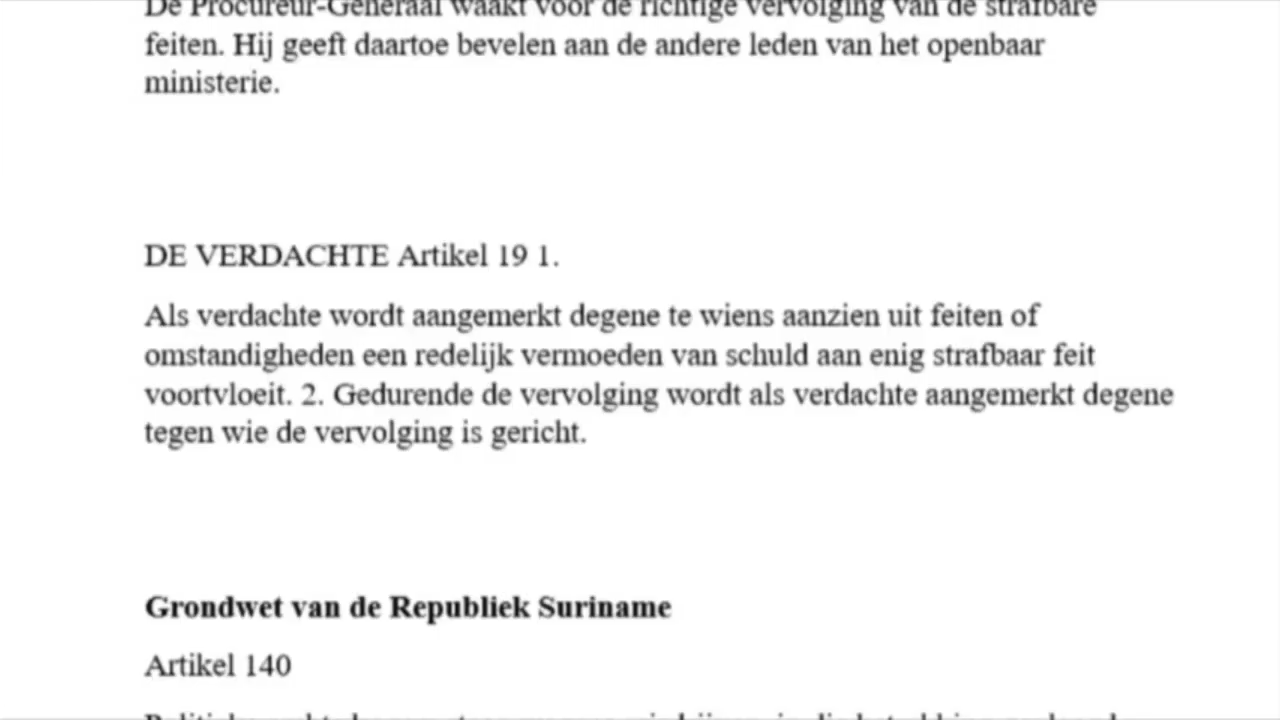 De Procureur-Generaal waakt voor de richtige vervolging van de strafbare
feiten. Hij geeft daartoe bevelen aan de andere leden van het openbaar
ministerie.
DE VERDACHTE Artikel 19 1.
Als verdachte wordt aangemerkt degene te wiens aanzien uit feiten of
omstandigheden een redelijk vermoeden van schuld aan enig strafbaar feit
voortvloeit. 2. Gedurende de vervolging wordt als verdachte aangemerkt degene
tegen wie de vervolging is gericht.
Grondwet van de Republiek Suriname
Artikel 140